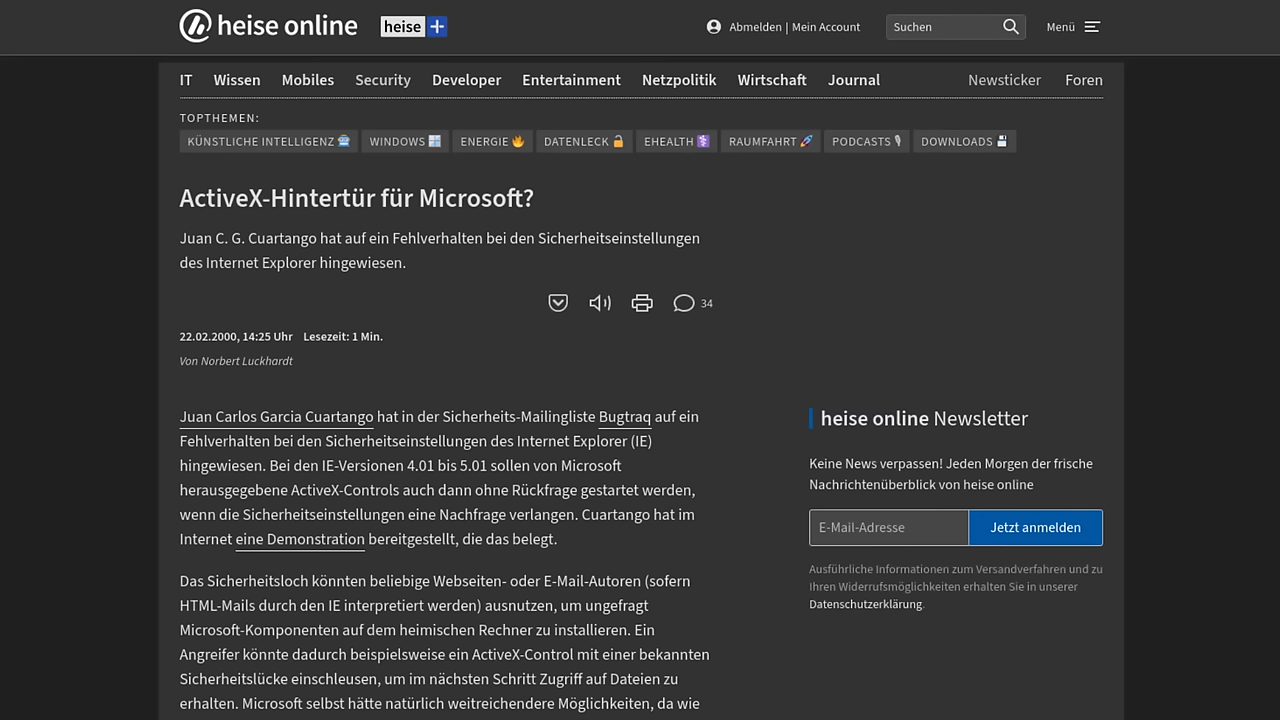 heise online
heise +
Abmelden | Mein Account
Suchen
Menü
IT Wissen Mobiles Security Developer Entertainment Netzpolitik Wirtschaft Journal Newsticker Foren
TOPTHEMEN:
KÜNSTLICHE INTELLIGENZ WINDOWS ENERGIE DATENLECK EHEALTH RAUMFAHRT PODCASTS DOWNLOADS
ActiveX-Hintertür für Microsoft?
Juan C. G. Cuartango hat auf ein Fehlverhalten bei den Sicherheitseinstellungen
des Internet Explorer hingewiesen.
34
22.02.2000, 14:25 Uhr Lesezeit: 1 Min.
Von Norbert Luckhardt
Juan Carlos Garcia Cuartango hat in der Sicherheits-Mailingliste Bugtraq auf ein
Fehlverhalten bei den Sicherheitseinstellungen des Internet Explorer (IE)
hingewiesen. Bei den IE-Versionen 4.01 bis 5.01 sollen von Microsoft
herausgegebene ActiveX-Controls auch dann ohne Rückfrage gestartet werden,
wenn die Sicherheitseinstellungen eine Nachfrage verlangen. Cuartango hat im
Internet eine Demonstration bereitgestellt, die das belegt.
Das Sicherheitsloch könnten beliebige Webseiten- oder E-Mail-Autoren (sofern
HTML-Mails durch den IE interpretiert werden) ausnutzen, um ungefragt
Microsoft-Komponenten auf dem heimischen Rechner zu installieren. Ein
Angreifer könnte dadurch beispielsweise ein ActiveX-Control mit einer bekannten
Sicherheitslücke einschleusen, um im nächsten Schritt Zugriff auf Dateien zu
erhalten. Microsoft selbst hätte natürlich weitreichendere Möglichkeiten, da wie
heise online Newsletter
Keine News verpassen! Jeden Morgen der frische
Nachrichtenüberblick von heise online
E-Mail-Adresse
Jetzt anmelden
Ausführliche Informationen zum Versandverfahren und zu
Ihren Widerrufsmöglichkeiten erhalten Sie in unserer
Datenschutzerklärung.